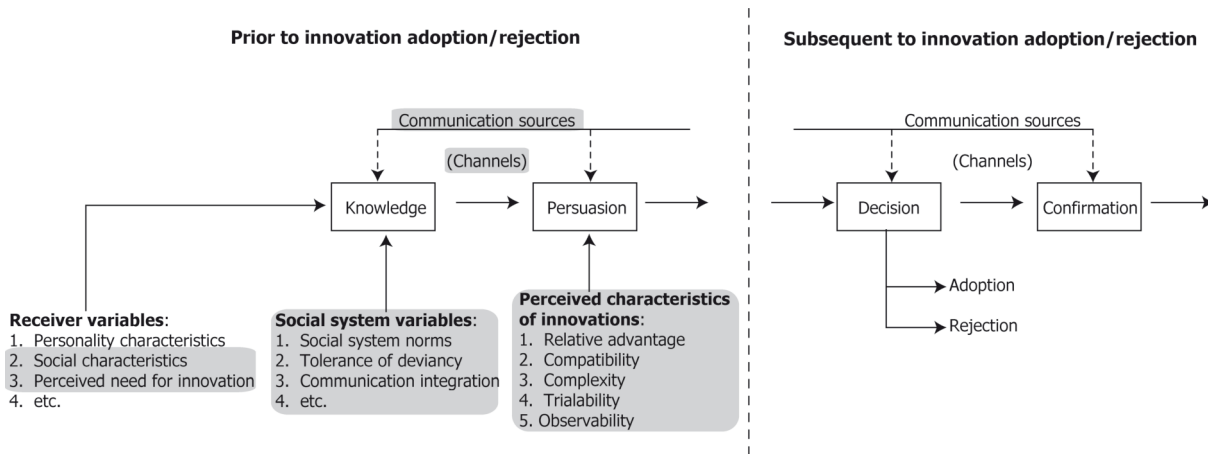 Prior to innovation adoption/rejection
Subsequent to innovation adoption/rejection
Communication sources
(Channels)
Knowledge
Persuasion
Communication sources
(Channels)
Decision
Confirmation
Adoption
Rejection
Receiver variables:
1. Personality characteristics
2. Social characteristics
3. Perceived need for innovation
4. etc.
Social system variables:
1. Social system norms
2. Tolerance of deviancy
3. Communication integration
4. etc.
Perceived characteristics
of innovations:
1. Relative advantage
2. Compatibility
3. Complexity
4. Trialability
5. Observability